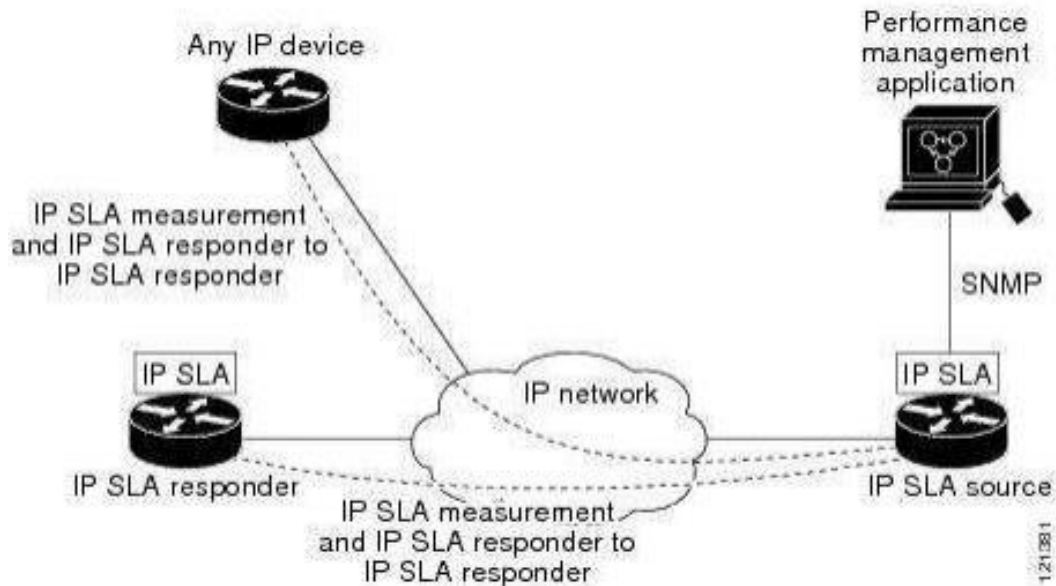 Any IP device
Performance
management
application
IP SLA measurement
and IP SLA responder to
IP SLA responder
SNMP
IP SLA
IP network
IP SLA
IP SLA responder
IP SLA source
IP SLA measurement
and IP SLA responder to
IP SLA responder
121381